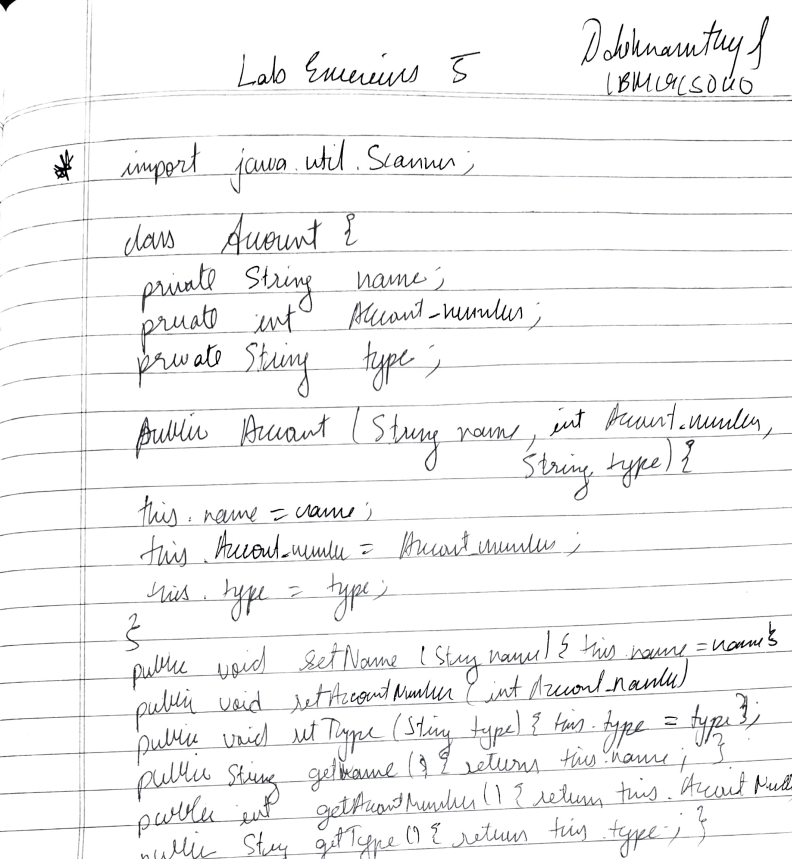 Lab Exercise 5
1BM19CS040
import java.util.Scanner;
class Account {
private String name;
private int Account_number;
private String type;
public Account (String name, int Account_number,
String type) {
this.name = name;
this.Account_number = Account_number;
this.type = type;
}
public void setName (String name) { this.name = name }
public void setAccountNumber (int Account_number)
public void setType (String type) { this.type = type };
public String getName () { return this.name; }
public int getAccountNumber () { return this.Account
public String getType () { return this.type; }